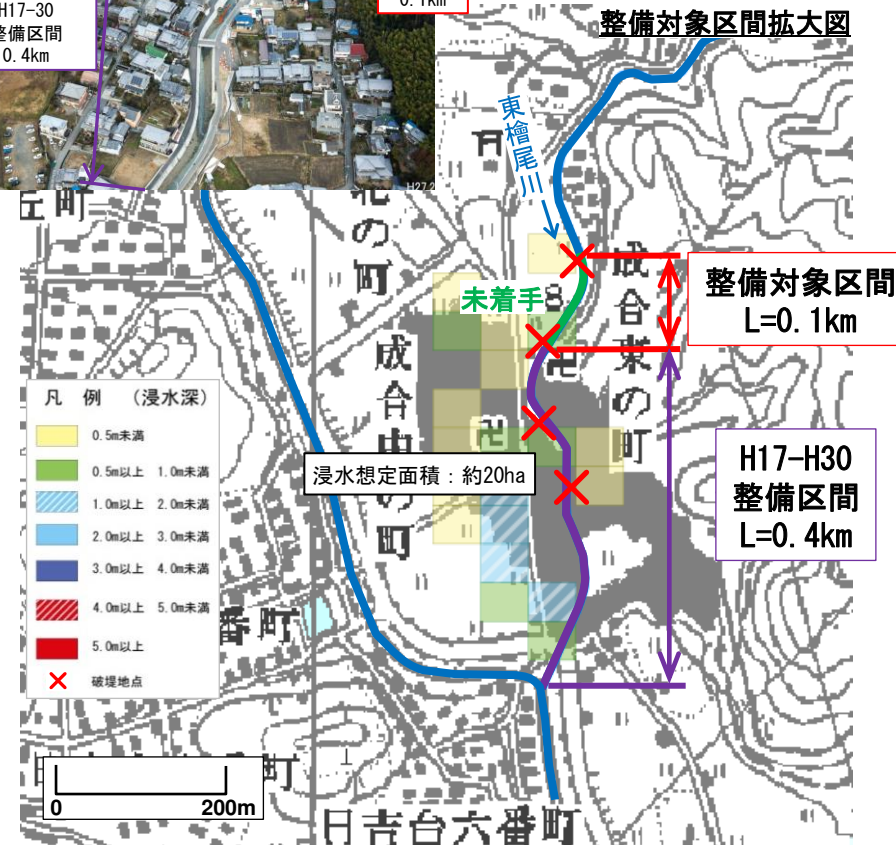 H17-30
整備区間
0.4km
0.1km
H27.2
整備対象区間拡大図
東檜尾川
の町
成合東の町
未着手
整備対象区間
L=0.1km
成合中の町
凡 例 （浸水深）
0.5m未満
0.5m以上 1.0m未満
1.0m以上 2.0m未満
2.0m以上 3.0m未満
3.0m以上 4.0m未満
4.0m以上 5.0m未満
5.0m以上
破堤地点
浸水想定面積：約20ha
H17-H30
整備区間
L=0.4km
番町
町
0 200m
日吉台六番町